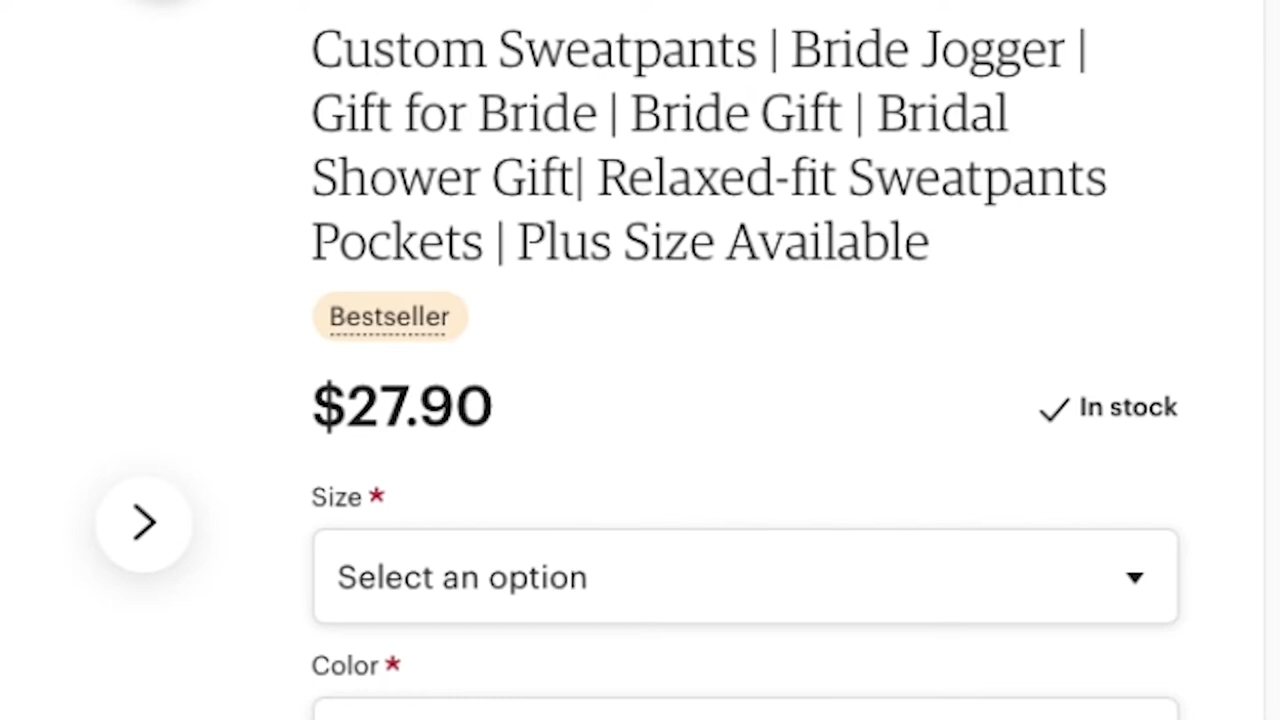 Custom Sweatpants | Bride Jogger |
Gift for Bride | Bride Gift | Bridal
Shower Gift| Relaxed-fit Sweatpants
Pockets | Plus Size Available
Bestseller
$27.90
In stock
Size *
Select an option
Color *